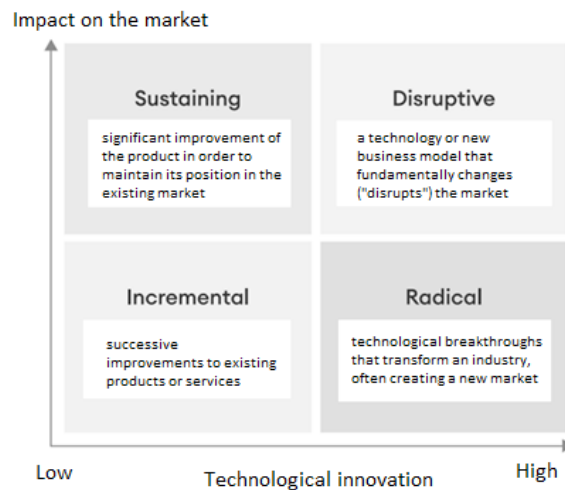 Impact on the market
Sustaining
significant improvement of
the product in order to
maintain its position in the
existing market
Disruptive
a technology or new
business model that
fundamentally changes
("disrupts") the market
Incremental
successive
improvements to existing
products or services
Radical
technological breakthroughs
that transform an industry,
often creating a new market
Low
Technological innovation
High